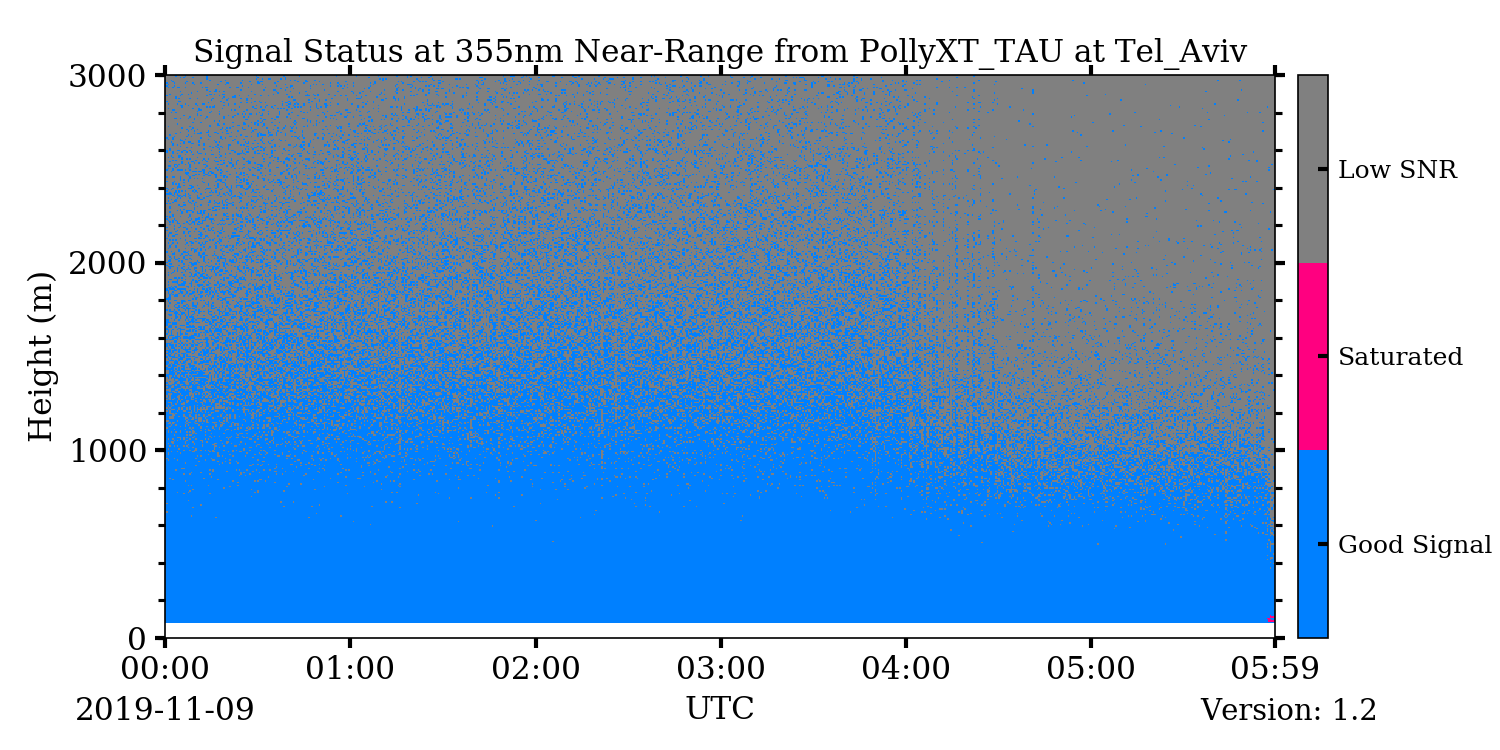 Signal Status at 355nm Near-Range from PollyXT_TAU at Tel_Aviv
3000
2000
1000
0
Height (m)
Low SNR
Saturated
Good Signal
00:00 01:00 02:00 03:00 04:00 05:00 05:59
2019-11-09 UTC Version: 1.2